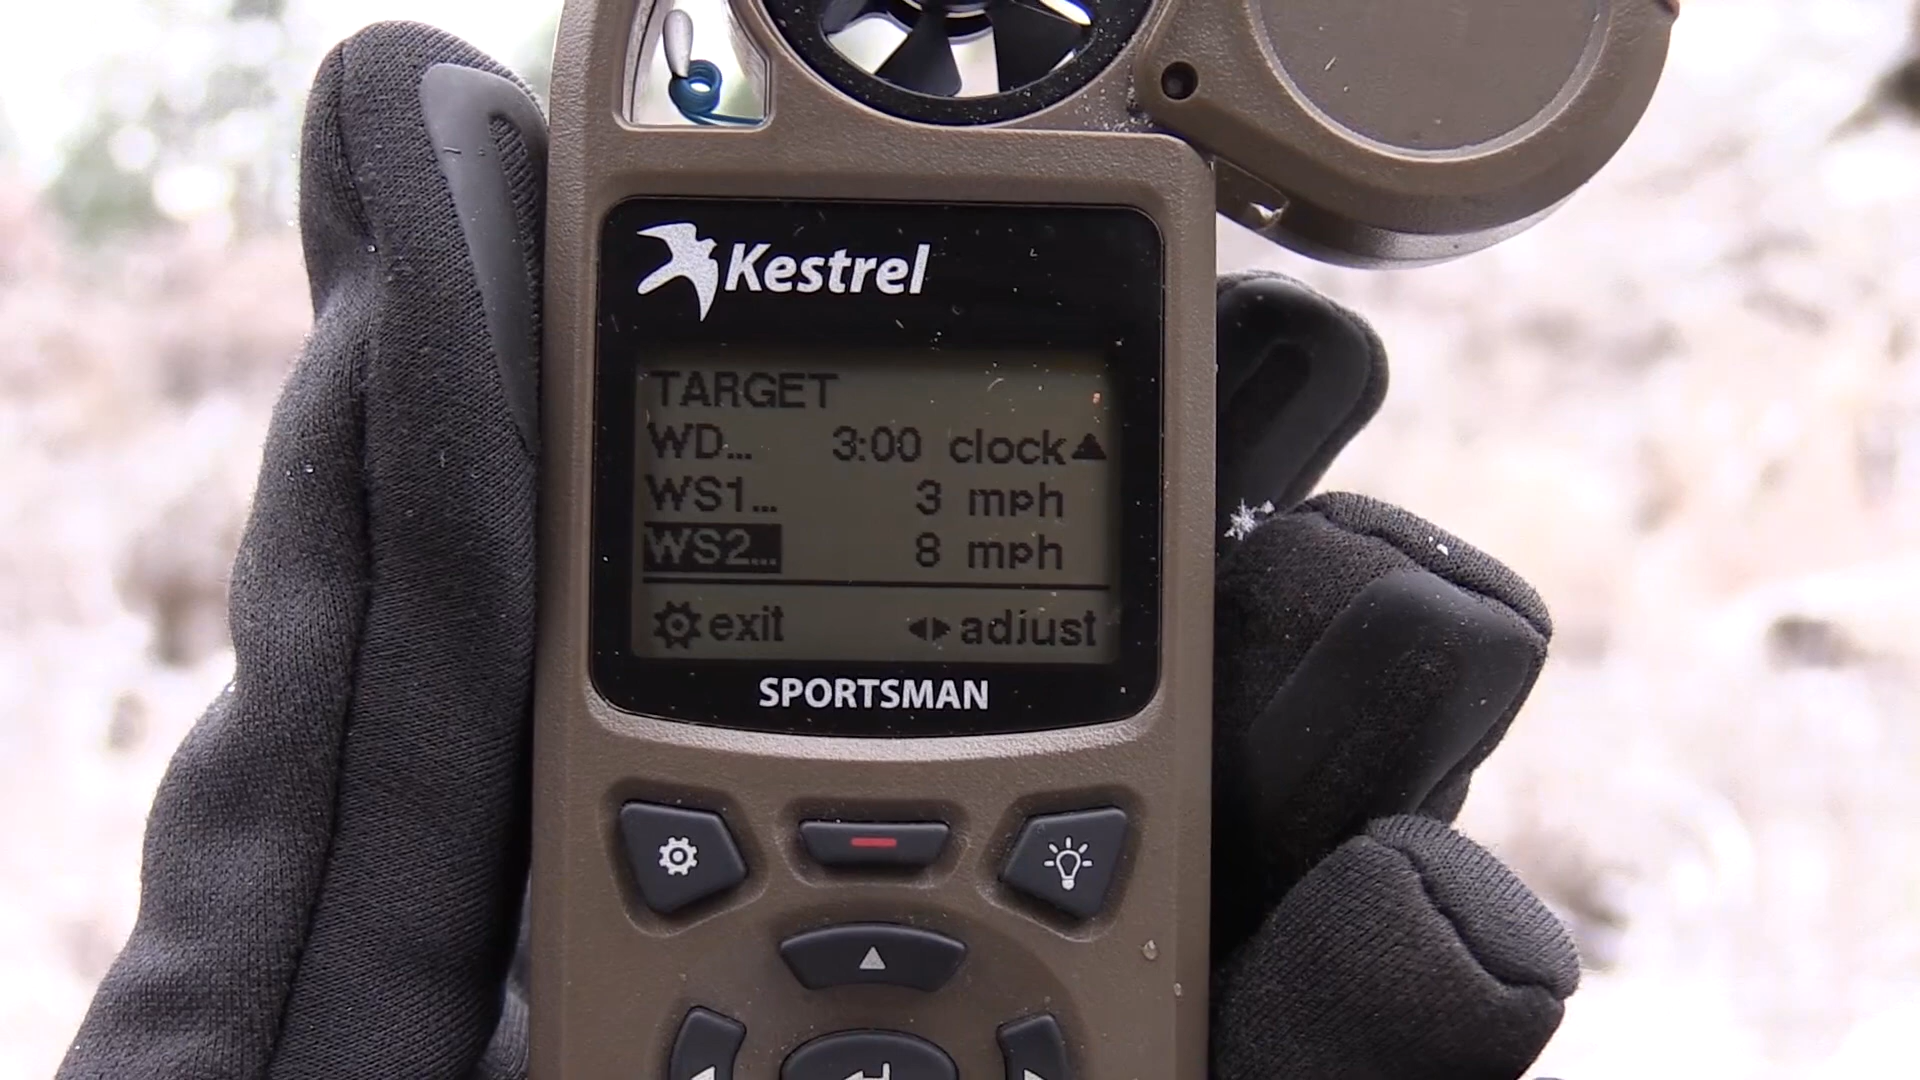 Kestrel
TARGET
WD... 3:00 clock▲
WS1... 3 mph
WS2... 8 mph
exit ◂▸adjust
SPORTSMAN